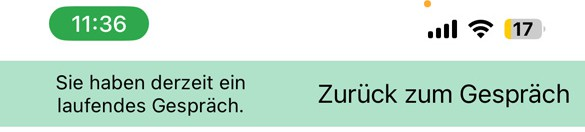 11:36
17
Sie haben derzeit ein
laufendes Gespräch.
Zurück zum Gespräch